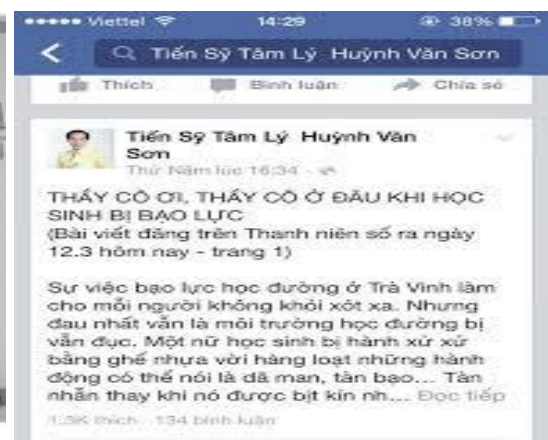 Viettel 14:29 38%
Tiến Sỹ Tâm Lý Huỳnh Văn Sơn
Thích Bình luận Chia sẻ
Tiến Sỹ Tâm Lý Huỳnh Văn
Sơn
Thứ Năm lúc 16:34
THẦY CÔ ƠI, THẦY CÔ Ở ĐÂU KHI HỌC
SINH BỊ BẠO LỰC
(Bài viết đăng trên Thanh niên số ra ngày
12.3 hôm nay - trang 1)
Sự việc bạo lực học đường ở Trà Vinh làm
cho mỗi người không khỏi xót xa. Nhưng
đau nhất vẫn là môi trường học đường bị
vẩn đục. Một nữ học sinh bị hành xử xử
bằng ghế nhựa với hàng loạt những hành
động có thể nói là dã man, tàn bạo... Tàn
nhẫn thay khi nó được bịt kín nh... Đọc tiếp
1.3K thích 134 bình luận